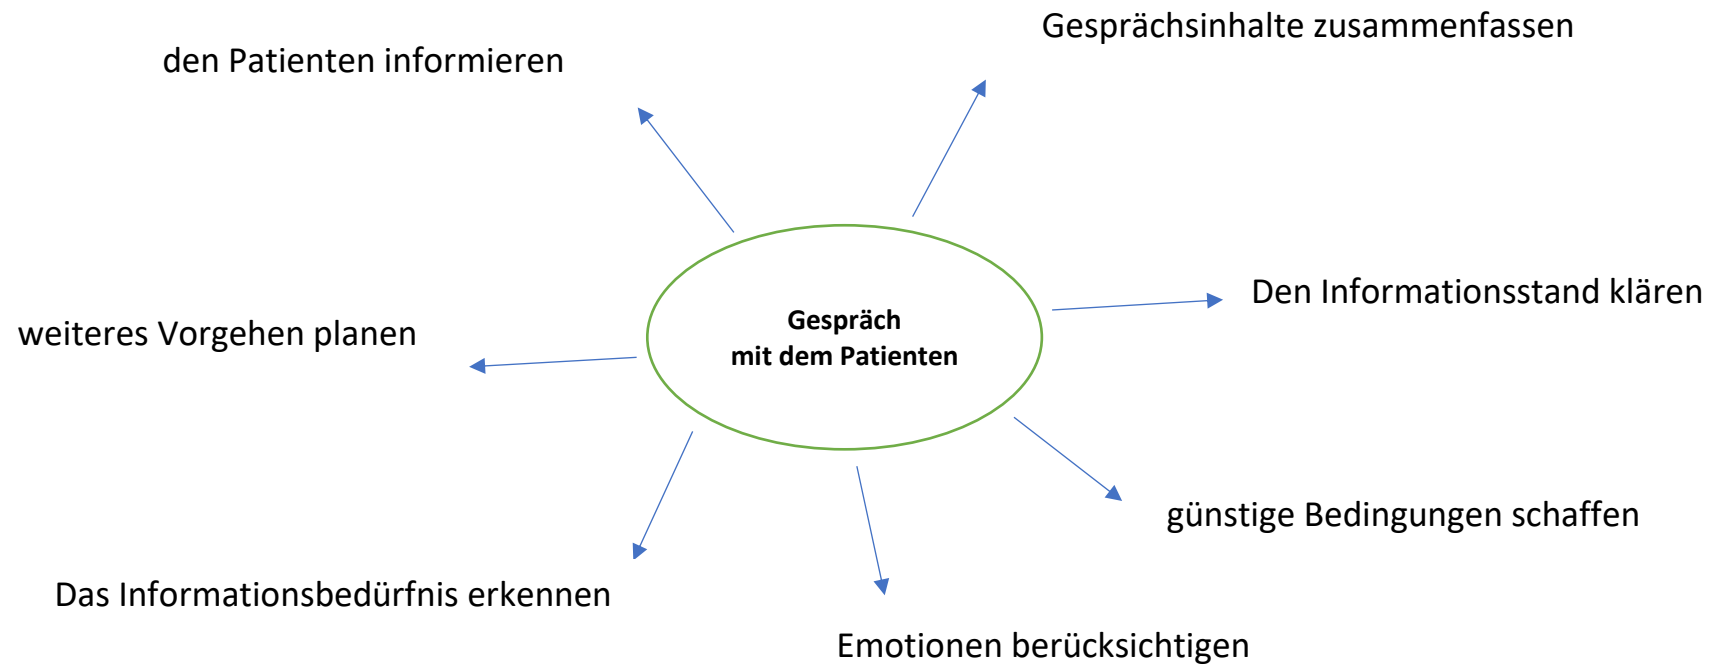 Gesprächsinhalte zusammenfassen
den Patienten informieren
Den Informationsstand klären
weiteres Vorgehen planen
Gespräch
mit dem Patienten
günstige Bedingungen schaffen
Das Informationsbedürfnis erkennen
Emotionen berücksichtigen